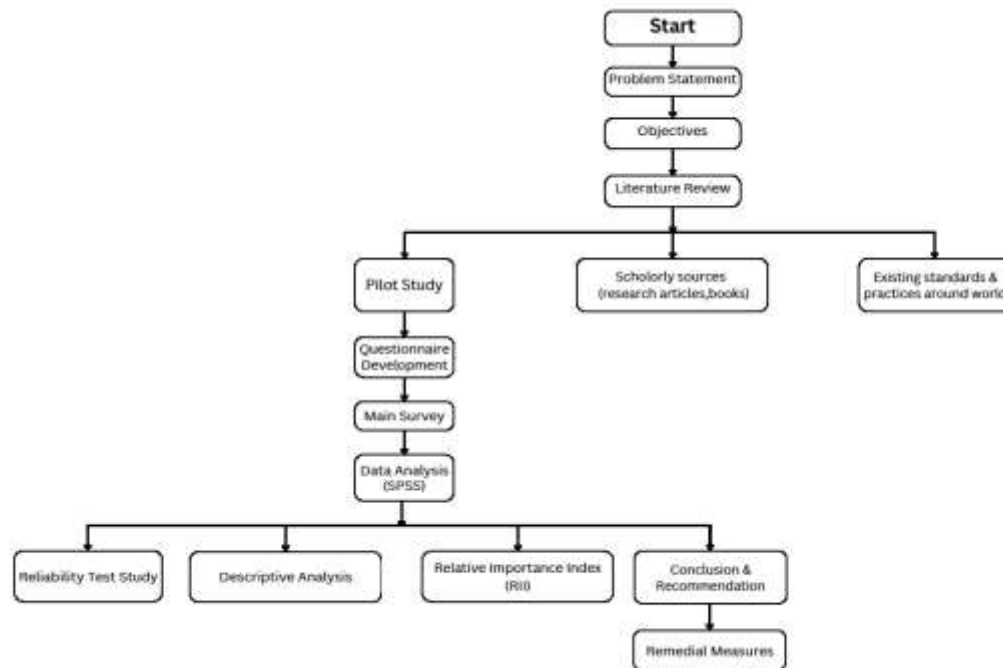 Start
Problem Statement
Objectives
Literature Review
Pilot Study
Scholorly sources
(research articles,books)
Existing standards &
practices around world
Questionnaire
Development
Main Survey
Data Analysis
(SPSS)
Reliability Test Study
Descriptive Analysis
Relative Importance Index
(RII)
Conclusion &
Recommendation
Remedial Measures